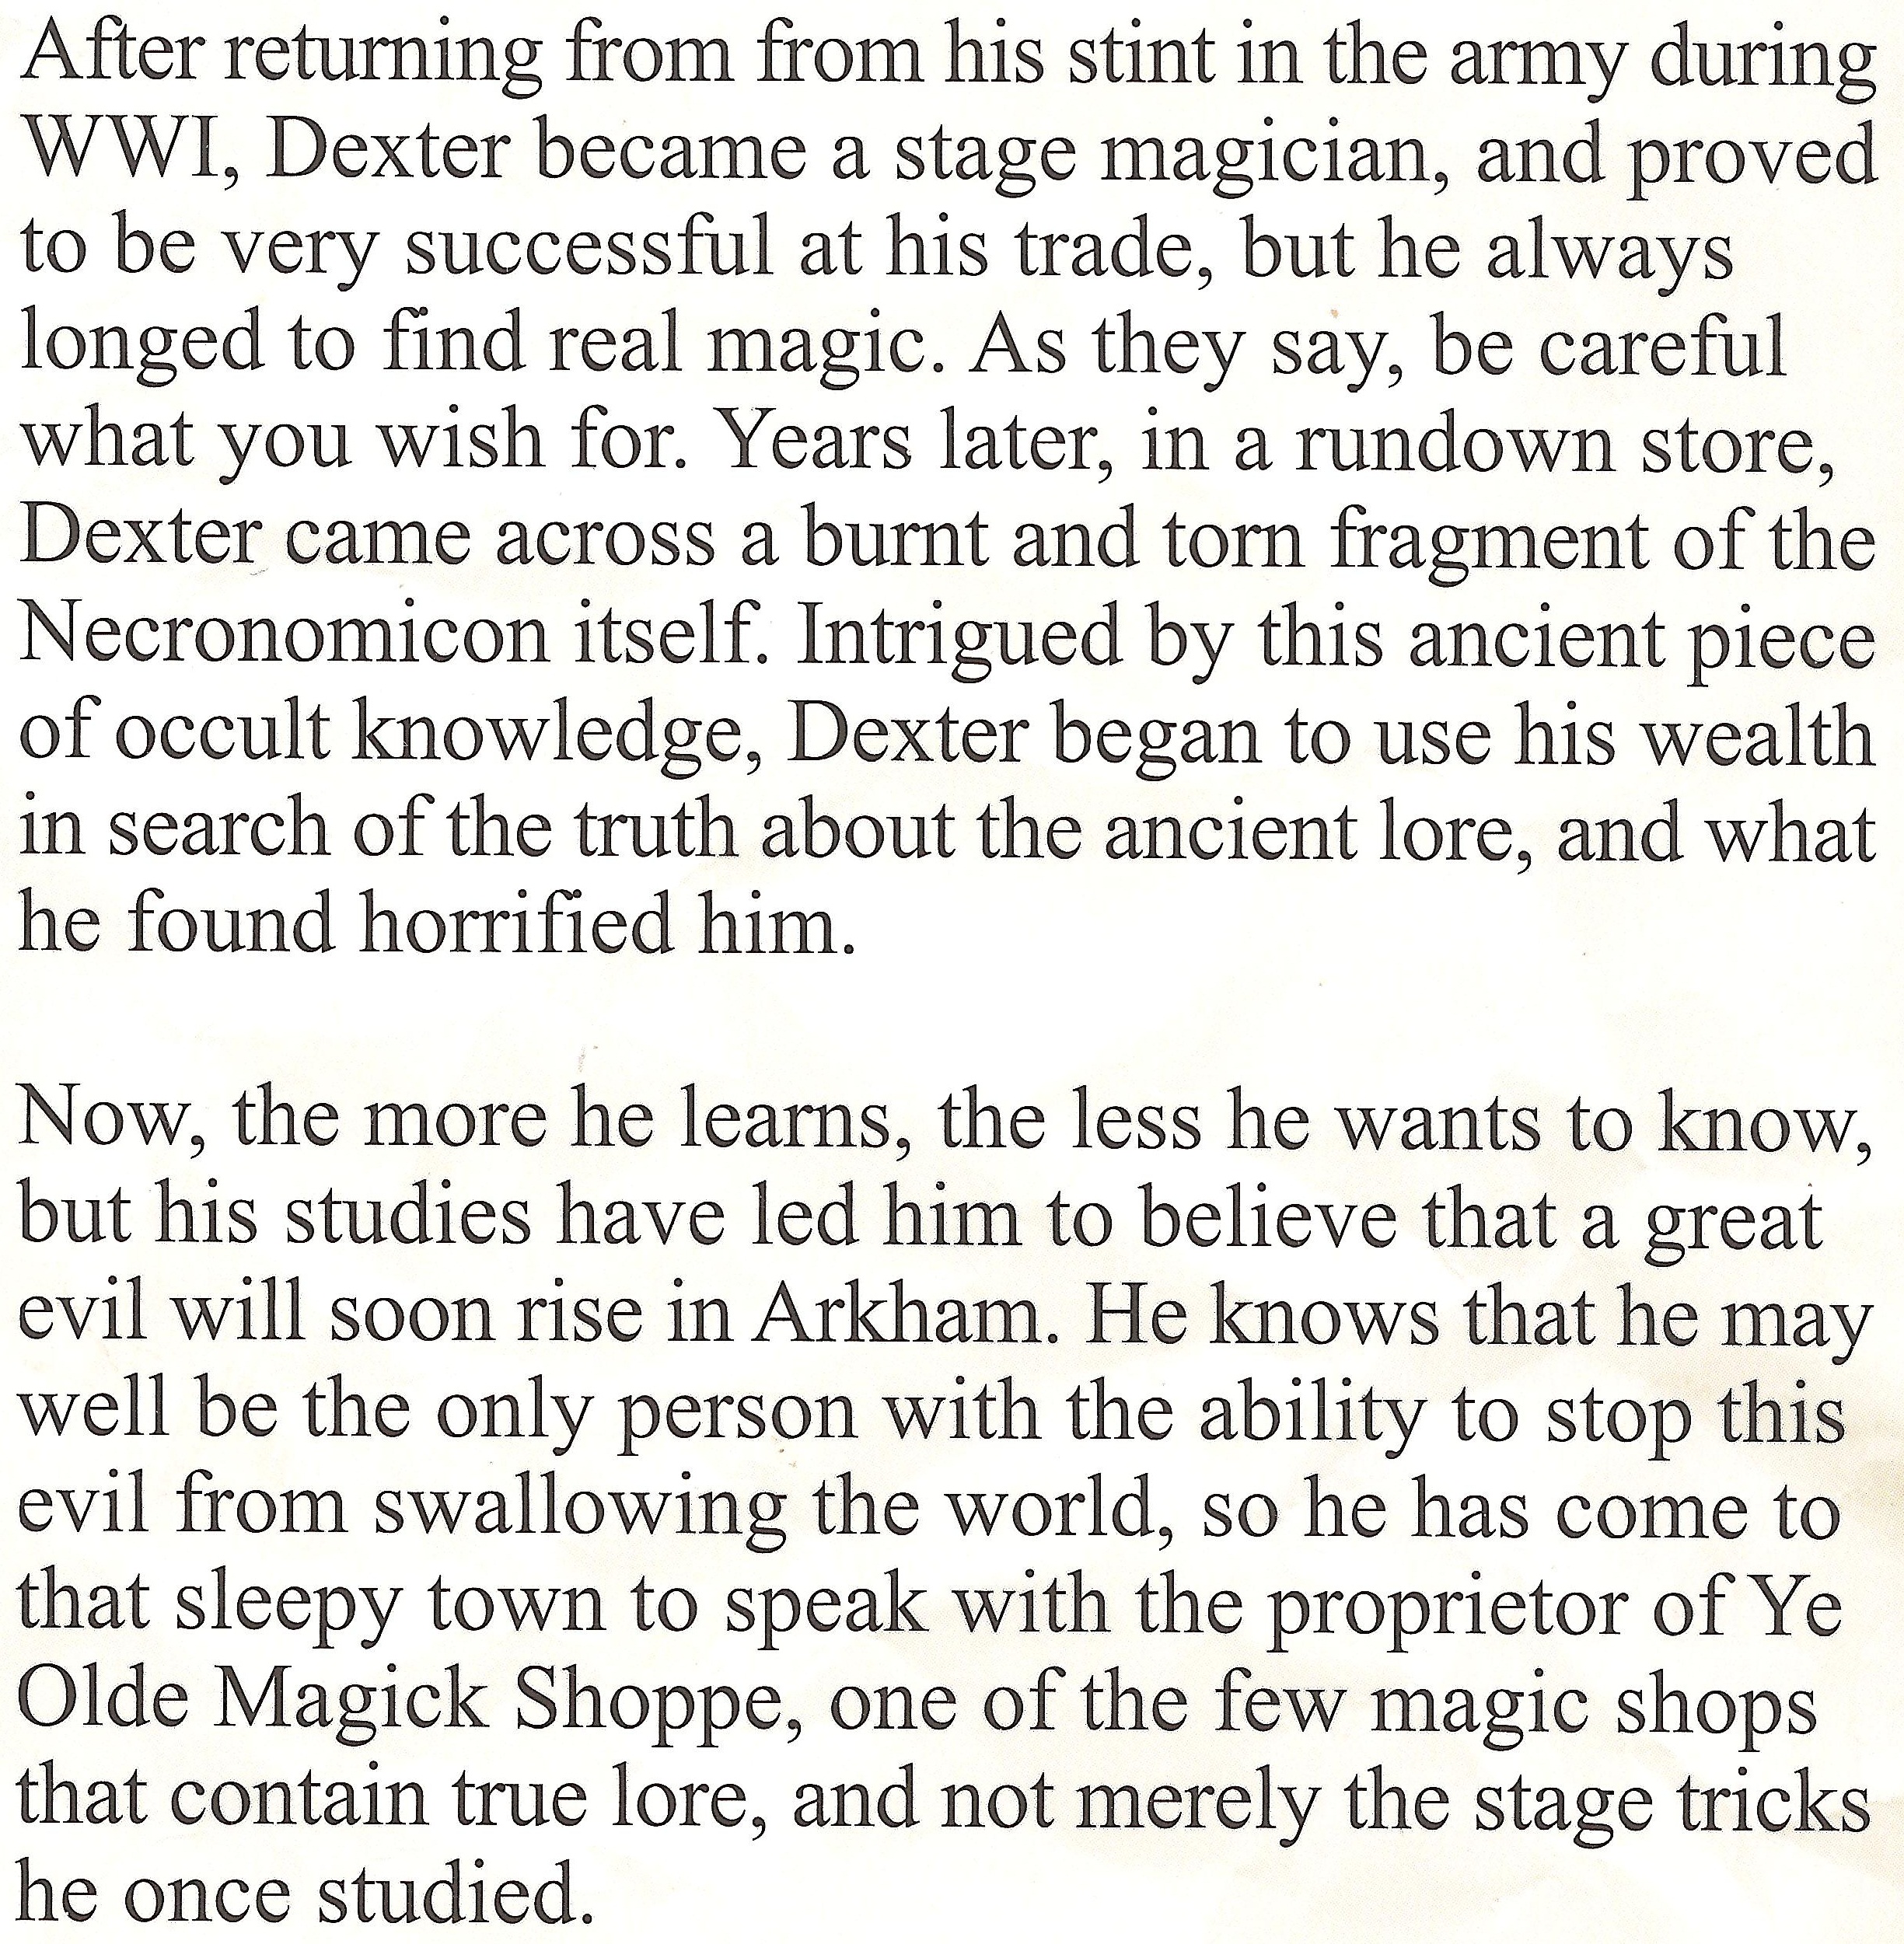 After returning from from his stint in the army during
WWI, Dexter became a stage magician, and proved
to be very successful at his trade, but he always
longed to find real magic. As they say, be careful
what you wish for. Years later, in a rundown store,
Dexter came across a burnt and torn fragment of the
Necronomicon itself. Intrigued by this ancient piece
of occult knowledge, Dexter began to use his wealth
in search of the truth about the ancient lore, and what
he found horrified him.
Now, the more he learns, the less he wants to know,
but his studies have led him to believe that a great
evil will soon rise in Arkham. He knows that he may
well be the only person with the ability to stop this
evil from swallowing the world, so he has come to
that sleepy town to speak with the proprietor of Ye
Olde Magick Shoppe, one of the few magic shops
that contain true lore, and not merely the stage tricks
he once studied.